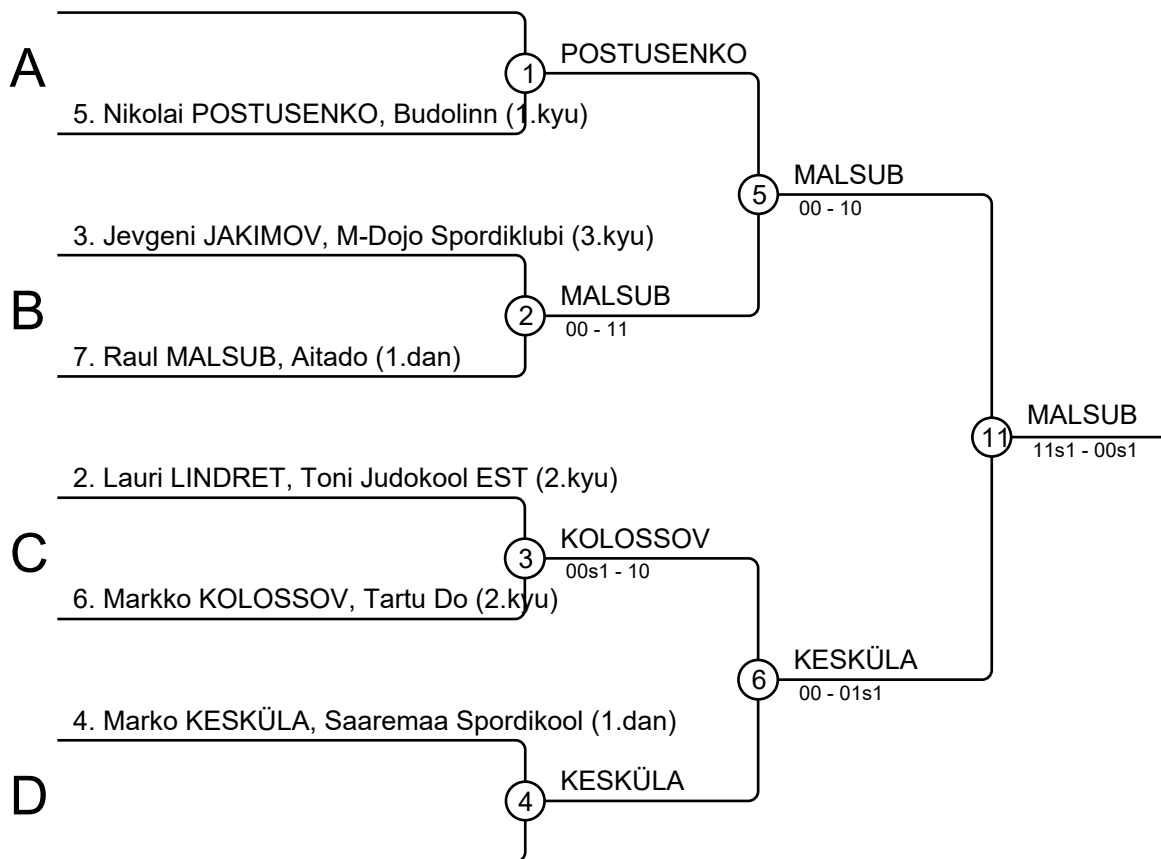 A
1
POSTUSENKO
5. Nikolai POSTUSENKO, Budolinn (1.kyu)
5
MALSUB
00 - 10
3. Jevgeni JAKIMOV, M-Dojo Spordiklubi (3.kyu)
B
2
MALSUB
00 - 11
7. Raul MALSUB, Aitado (1.dan)
11
MALSUB
11s1 - 00s1
2. Lauri LINDRET, Toni Judokool EST (2.kyu)
C
3
KOLOSSOV
00s1 - 10
6. Markko KOLOSSOV, Tartu Do (2.kyu)
6
KESKÜLA
00 - 01s1
4. Marko KESKÜLA, Saaremaa Spordikool (1.dan)
D
4
KESKÜLA